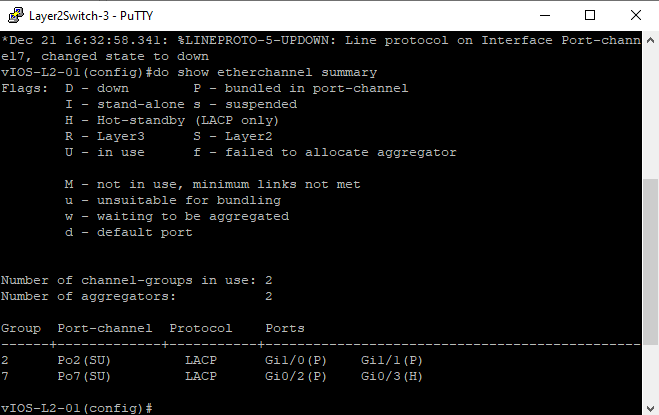 Layer2Switch-3 - PuTTY
*Dec 21 16:32:58.341: %LINEPROTO-5-UPDOWN: Line protocol on Interface Port-chann
el7, changed state to down
vIOS-L2-01(config)#do show etherchannel summary
Flags:  D - down        P - bundled in port-channel
        I - stand-alone s - suspended
        H - Hot-standby (LACP only)
        R - Layer3      S - Layer2
        U - in use      f - failed to allocate aggregator

        M - not in use, minimum links not met
        u - unsuitable for bundling
        w - waiting to be aggregated
        d - default port


Number of channel-groups in use: 2
Number of aggregators:           2

Group  Port-channel  Protocol    Ports
------+-------------+-----------+-----------------------------------------------
2      Po2(SU)         LACP      Gi1/0(P)    Gi1/1(P)
7      Po7(SU)         LACP      Gi0/2(P)    Gi0/3(H)

vIOS-L2-01(config)#